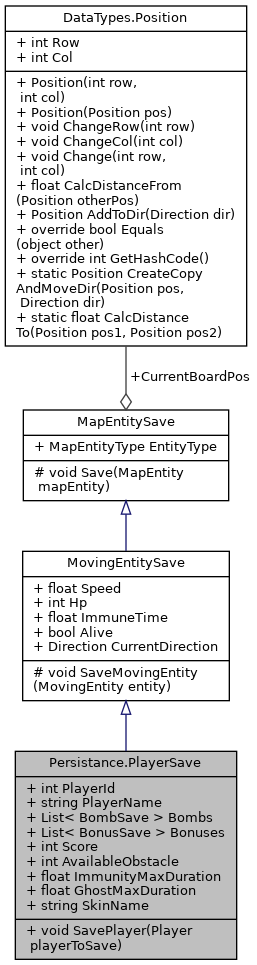 DataTypes.Position
+ int Row
+ int Col
+ Position(int row,
 int col)
+ Position(Position pos)
+ void ChangeRow(int row)
+ void ChangeCol(int col)
+ void Change(int row,
 int col)
+ float CalcDistanceFrom
(Position otherPos)
+ Position AddToDir(Direction dir)
+ override bool Equals
(object other)
+ override int GetHashCode()
+ static Position CreateCopy
AndMoveDir(Position pos,
 Direction dir)
+ static float CalcDistance
To(Position pos1, Position pos2)
+CurrentBoardPos
MapEntitySave
+ MapEntityType EntityType
# void Save(MapEntity
 mapEntity)
MovingEntitySave
+ float Speed
+ int Hp
+ float ImmuneTime
+ bool Alive
+ Direction CurrentDirection
# void SaveMovingEntity
(MovingEntity entity)
Persistance.PlayerSave
+ int PlayerId
+ string PlayerName
+ List< BombSave > Bombs
+ List< BonusSave > Bonuses
+ int Score
+ int AvailableObstacle
+ float ImmunityMaxDuration
+ float GhostMaxDuration
+ string SkinName
+ void SavePlayer(Player
 playerToSave)